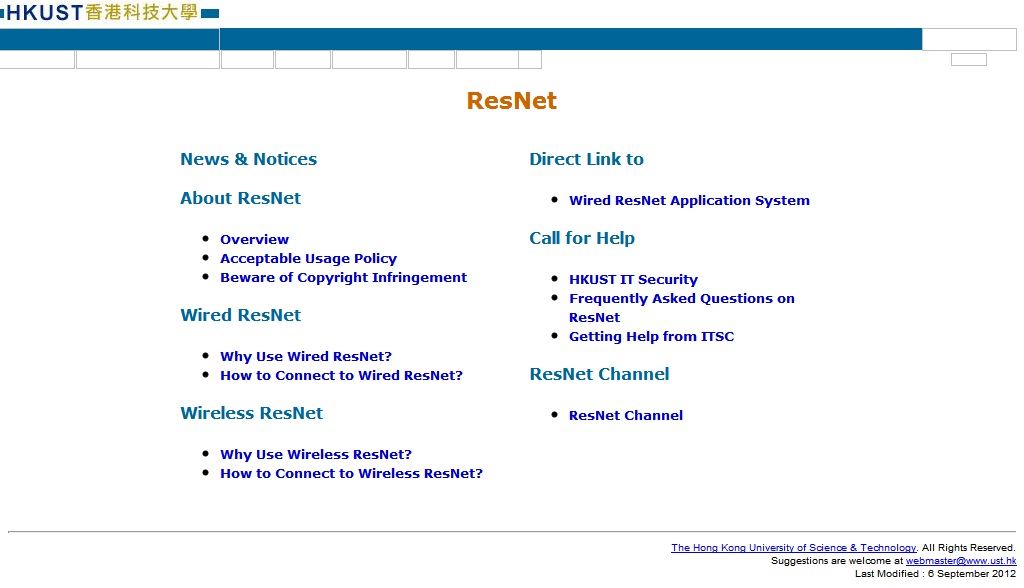 HKUST香港科技大學
ResNet
News & Notices
About ResNet
Overview
Acceptable Usage Policy
Beware of Copyright Infringement
Wired ResNet
Why Use Wired ResNet?
How to Connect to Wired ResNet?
Wireless ResNet
Why Use Wireless ResNet?
How to Connect to Wireless ResNet?
Direct Link to
Wired ResNet Application System
Call for Help
HKUST IT Security
Frequently Asked Questions on
ResNet
Getting Help from ITSC
ResNet Channel
ResNet Channel
The Hong Kong University of Science & Technology. All Rights Reserved.
Suggestions are welcome at webmaster@www.ust.hk
Last Modified : 6 September 2012